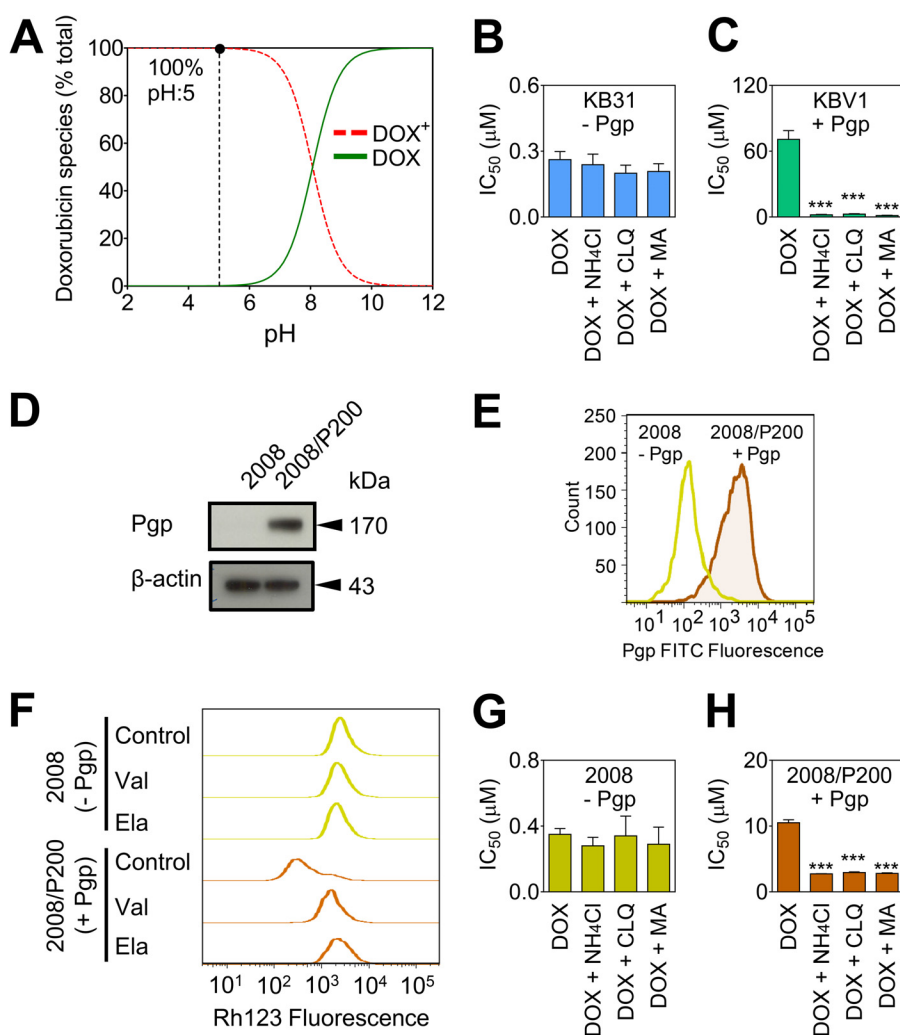 A
Doxorubicin species (% total)
100
80
60
40
20
0
100%
pH:5
DOX+
DOX
2
4
6
8
10
12
pH
B
IC50 (μM)
0.6
0.3
0.0
KB31
- Pgp
DOX
DOX + NH4Cl
DOX + CLQ
DOX + MA
C
IC50 (μM)
120
60
0
KBV1
+ Pgp
***
***
***
DOX
DOX + NH4Cl
DOX + CLQ
DOX + MA
D
2008
2008/P200
kDa
Pgp
170
β-actin
43
E
Count
250
200
150
100
50
2008
- Pgp
2008/P200
+ Pgp
10^1
10^2
10^3
10^4
10^5
Pgp FITC Fluorescence
F
2008
(- Pgp)
Control
Val
Ela
2008/P200
(+ Pgp)
Control
Val
Ela
10^1
10^2
10^3
10^4
10^5
Rh123 Fluorescence
G
IC50 (μM)
0.8
0.4
0.0
2008
- Pgp
DOX
DOX + NH4Cl
DOX + CLQ
DOX + MA
H
IC50 (μM)
20
10
0
2008/P200
+ Pgp
***
***
***
DOX
DOX + NH4Cl
DOX + CLQ
DOX + MA